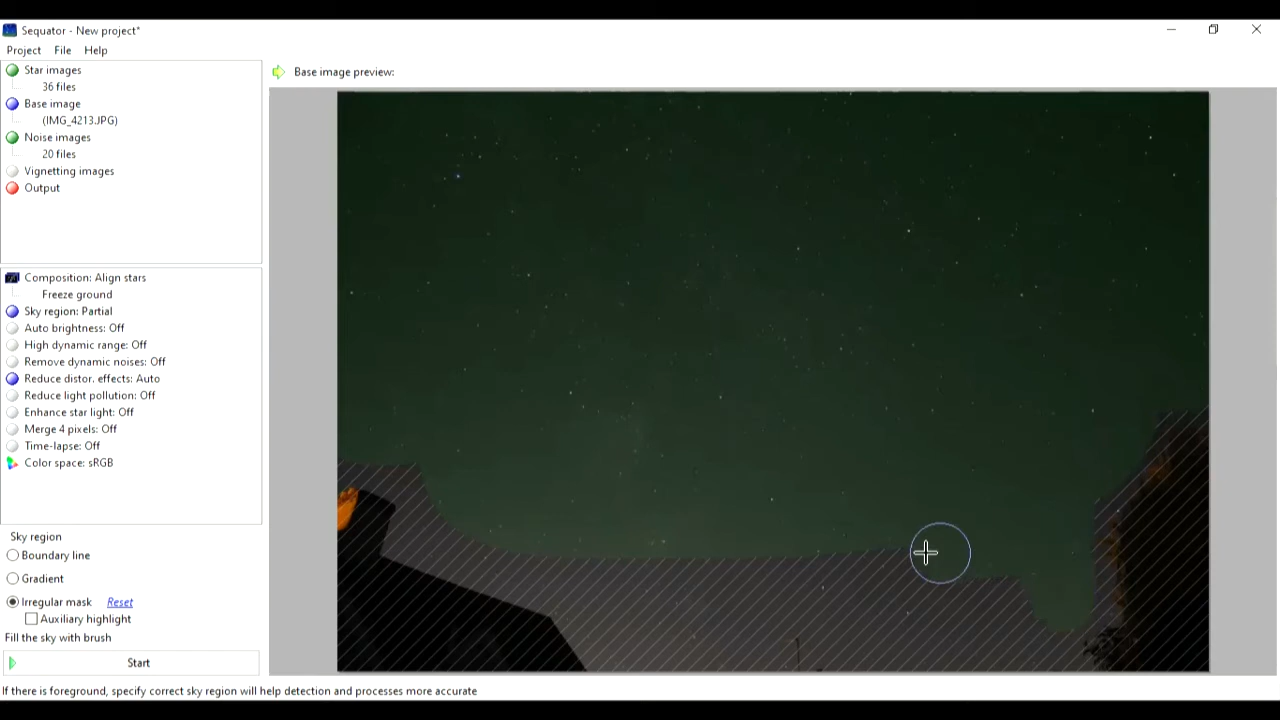 Sequator - New project*
Project File Help
Star images
36 files
Base image
(IMG_4213.JPG)
Noise images
20 files
Vignetting images
Output
Base image preview:
Composition: Align stars
Freeze ground
Sky region: Partial
Auto brightness: Off
High dynamic range: Off
Remove dynamic noises: Off
Reduce distor. effects: Auto
Reduce light pollution: Off
Enhance star light: Off
Merge 4 pixels: Off
Time-lapse: Off
Color space: sRGB
Sky region
Boundary line
Gradient
Irregular mask Reset
Auxiliary highlight
Fill the sky with brush
Start
If there is foreground, specify correct sky region will help detection and processes more accurate